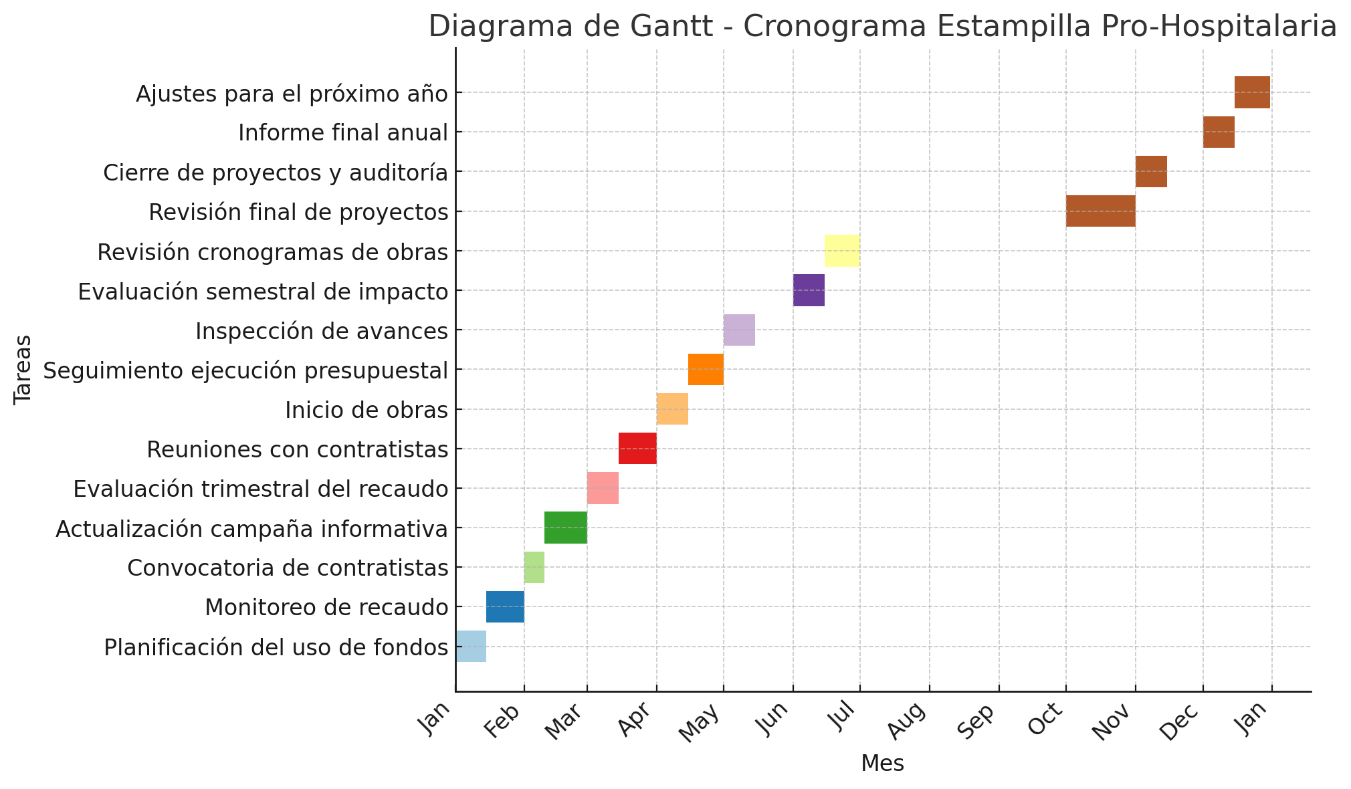 Diagrama de Gantt - Cronograma Estampilla Pro-Hospitalaria
Ajustes para el próximo año
Informe final anual
Cierre de proyectos y auditoría
Revisión final de proyectos
Revisión cronogramas de obras
Evaluación semestral de impacto
Inspección de avances
Seguimiento ejecución presupuestal
Inicio de obras
Reuniones con contratistas
Evaluación trimestral del recaudo
Actualización campaña informativa
Convocatoria de contratistas
Monitoreo de recaudo
Planificación del uso de fondos
Tareas
Jan Feb Mar Apr May Jun Jul Aug Sep Oct Nov Dec Jan
Mes